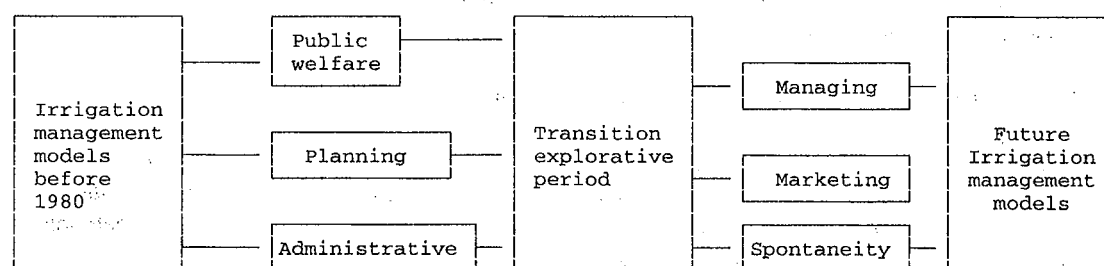 Irrigation
management
models
before
1980
Public
welfare
Planning
Administrative
Transition
explorative
period
Managing
Marketing
Spontaneity
Future
Irrigation
management
models